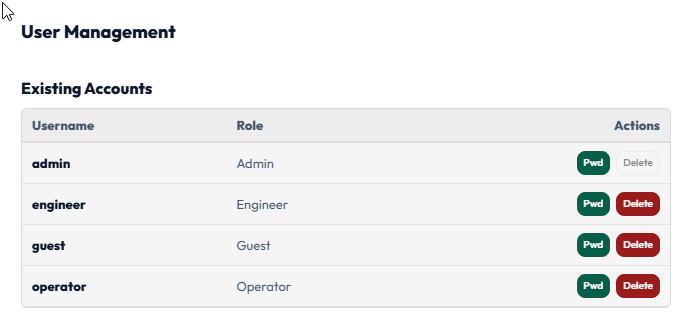 User Management
Existing Accounts
Username Role Actions
admin Admin Pwd Delete
engineer Engineer Pwd Delete
guest Guest Pwd Delete
operator Operator Pwd Delete